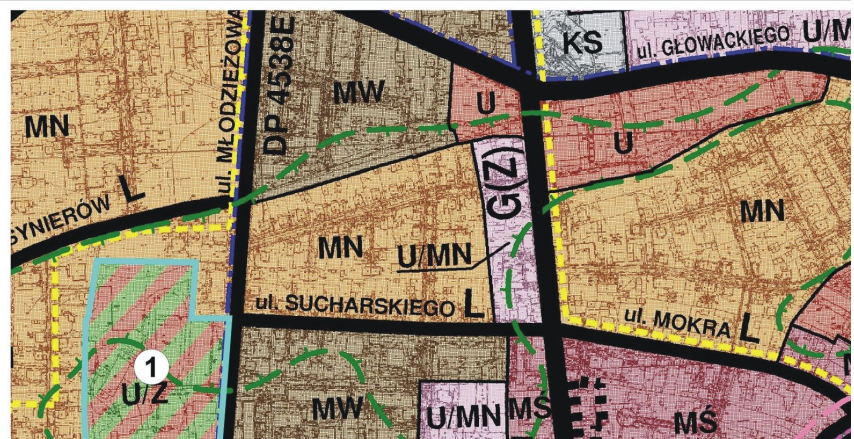 KS
ul. GŁOWACKIEGO
U/M
MN
ul. MŁODZIEŻOWA
DP 4538E
MW
U
U
G(Z)
MN
SYNIERÓW L
MN
U/MN
ul. SUCHARSKIEGO L
ul. MOKRA L
1
U/Z
MW
U/MN
MŚ
MŚ